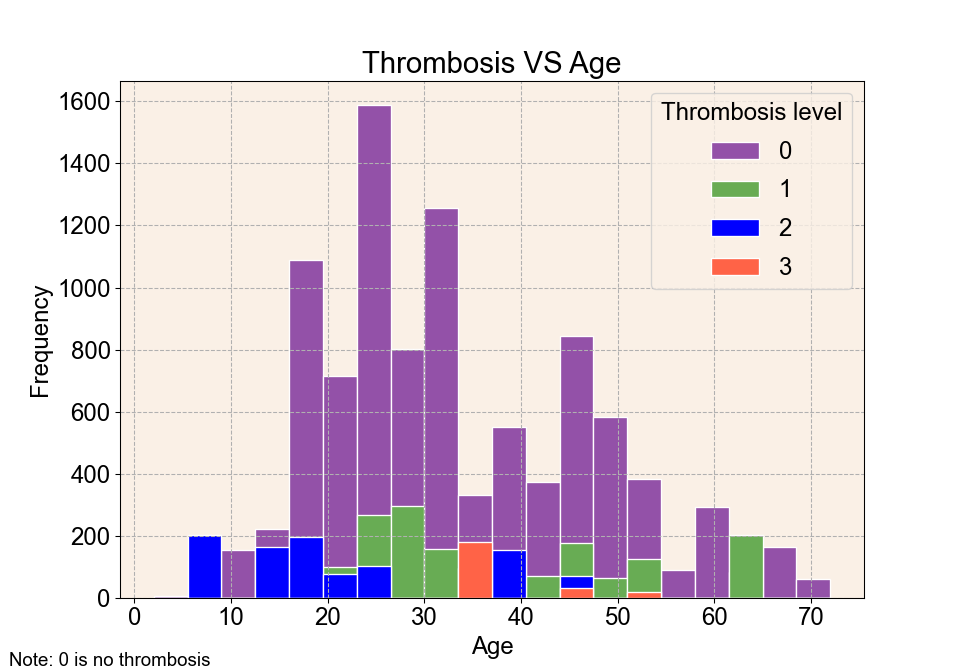 Thrombosis VS Age
Thrombosis level
0
1
2
3
1600
1400
1200
1000
800
600
400
200
0
Frequency
0 10 20 30 40 50 60 70
Age
Note: 0 is no thrombosis